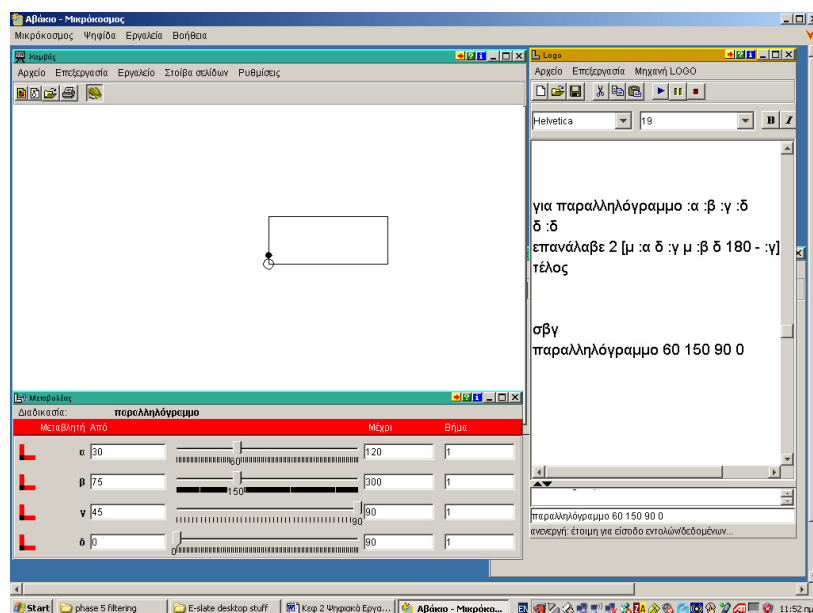 Αβάκιο - Μικρόκοσμος
Μικρόκοσμος Ψηφίδα Εργαλεία Βοήθεια
Καμβάς
Αρχείο Επεξεργασία Εργαλείο Στοίβα σελίδων Ρυθμίσεις
Logo
Αρχείο Επεξεργασία Μηχανή LOGO
Helvetica 19 B I
για παραλληλόγραμμο :α :β :γ :δ
δ :δ
επανάλαβε 2 [μ :α δ :γ μ :β δ 180 - :γ]
τέλος
σβγ
παραλληλόγραμμο 60 150 90 0
παραλληλόγραμμο 60 150 90 0
ανενεργή: έτοιμη για είσοδο εντολών/δεδομένων...
Μεταβολέας
Διαδικασία: παραλληλόγραμμο
Μεταβλητή Από Μέχρι Βήμα
α 30 60 120 1
β 75 150 300 1
γ 45 90 90 1
δ 0 0 90 1
Start phase 5 filtering E-slate desktop stuff Κεφ 2 Ψηφιακά Εργα... Αβάκιο - Μικρόκο... EN 11:52 πμ